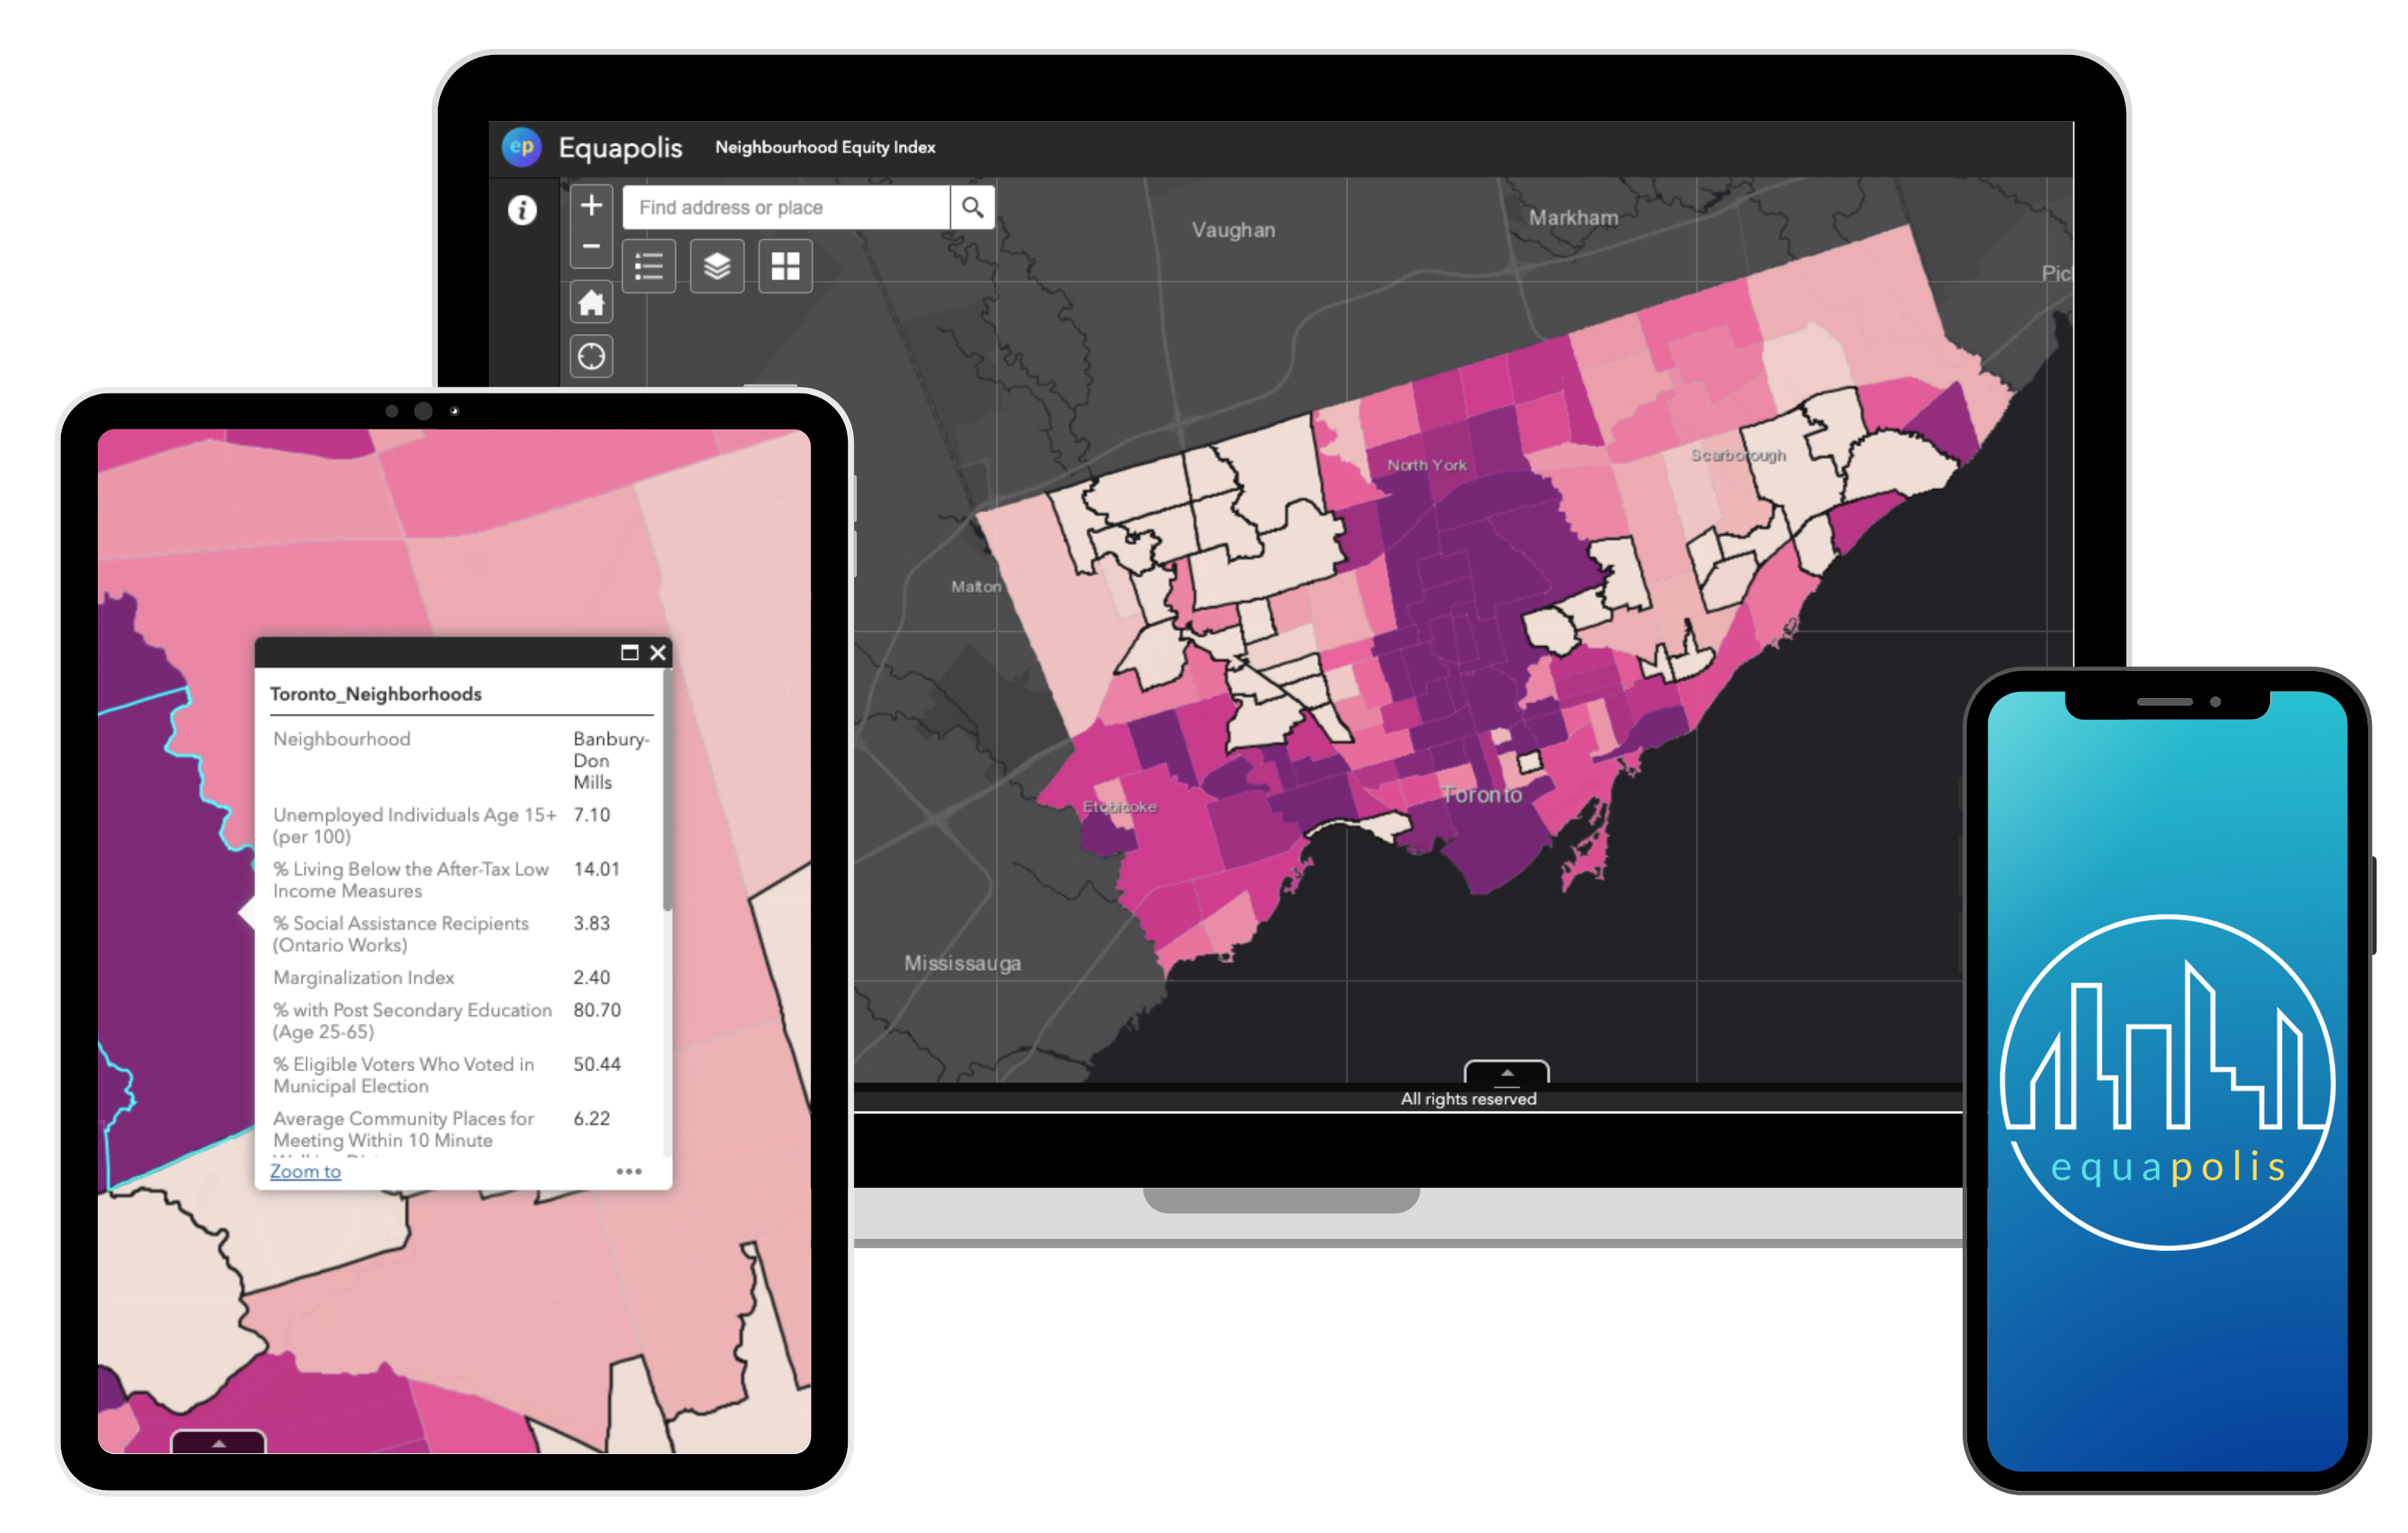 ep Equapolis Neighbourhood Equity Index
Find address or place
Vaughan
Markham
North York
Scarborough
Malton
Etobicoke
Toronto
Mississauga
All rights reserved
Toronto_Neighborhoods
Neighbourhood Banbury-
Don
Mills
Unemployed Individuals Age 15+ 7.10
(per 100)
% Living Below the After-Tax Low 14.01
Income Measures
% Social Assistance Recipients 3.83
(Ontario Works)
Marginalization Index 2.40
% with Post Secondary Education 80.70
(Age 25-65)
% Eligible Voters Who Voted in 50.44
Municipal Election
Average Community Places for 6.22
Meeting Within 10 Minute
Zoom to
equapolis